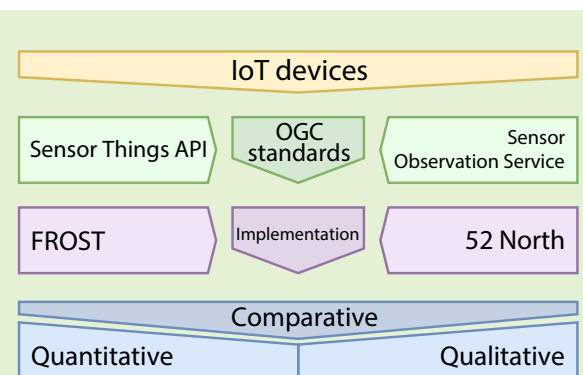 IoT devices
Sensor Things API
OGC
standards
Sensor
Observation Service
FROST
Implementation
52 North
Comparative
Quantitative
Qualitative